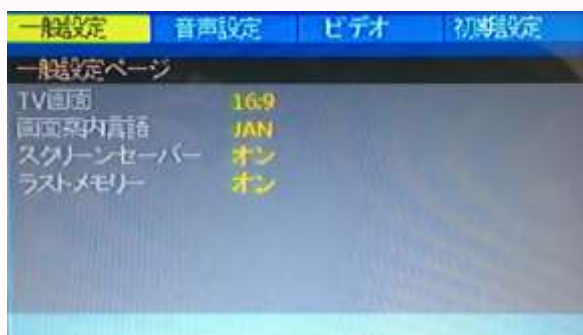 一般設定 音声設定 ビデオ 初期設定
一般設定ページ
TV画面 16:9
画面案内言語 JAN
スクリーンセーバー オン
ラストメモリー オン